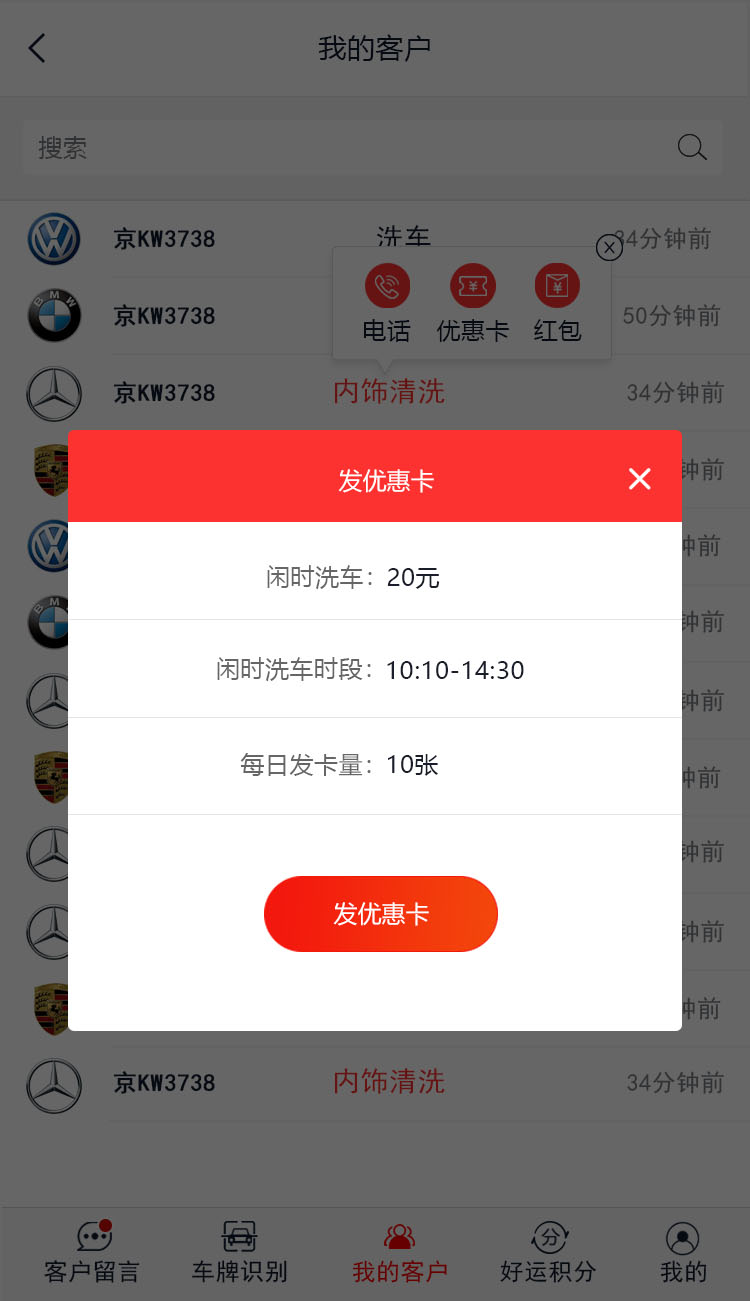 我的客户
搜索
京KW3738 洗车 34分钟前
BMW 京KW3738 50分钟前
电话 优惠卡 红包
京KW3738 内饰清洗 34分钟前
钟前
钟前
BMW 钟前
钟前
钟前
钟前
钟前
钟前
发优惠卡
闲时洗车：20元
闲时洗车时段：10:10-14:30
每日发卡量：10张
发优惠卡
京KW3738 内饰清洗 34分钟前
客户留言 车牌识别 我的客户 分 好运积分 我的